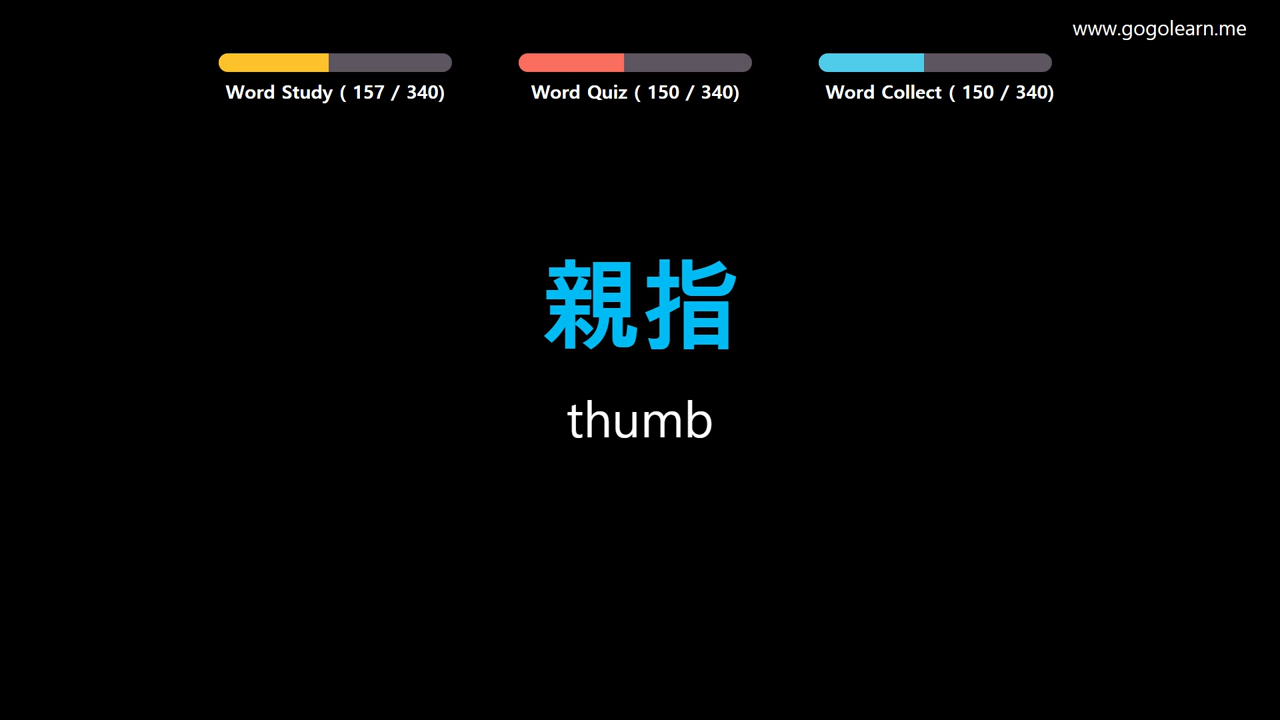 www.gogolearn.me
Word Study ( 157 / 340)
Word Quiz ( 150 / 340)
Word Collect ( 150 / 340)
親指
thumb